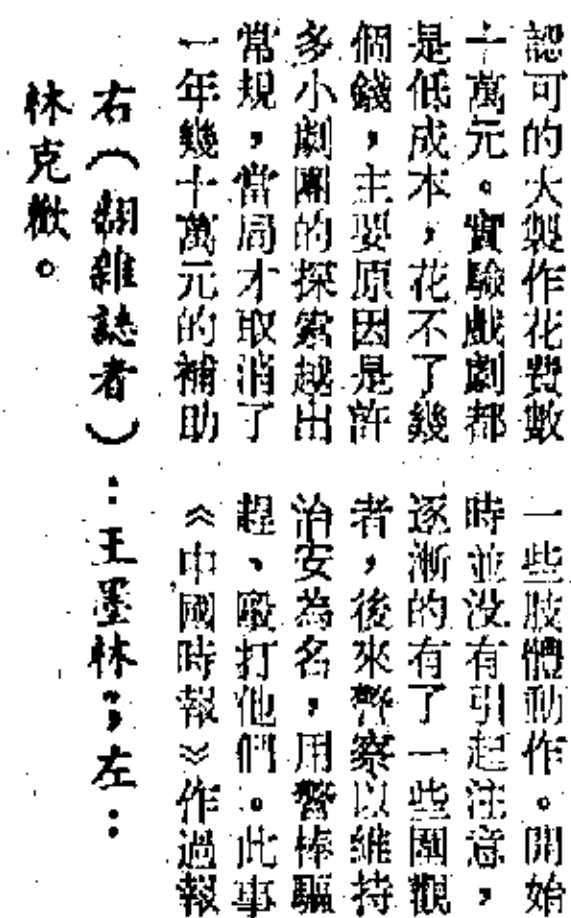 認可的大製作花費數
十萬元。實驗戲劇都
是低成本，花不了幾
個錢，主要原因是許
多小劇團的探索越出
常規，當局才取消了
一年幾十萬元的補助
一些肢體動作。開始
時並没有引起注意，
逐漸的有了一些圍觀
者，後來警察以維持
治安為名，用警棒驅
趕、毆打他們。此事
《中國時報》作過報
右（翻雜誌者）：王墨林；左：
林克歡。